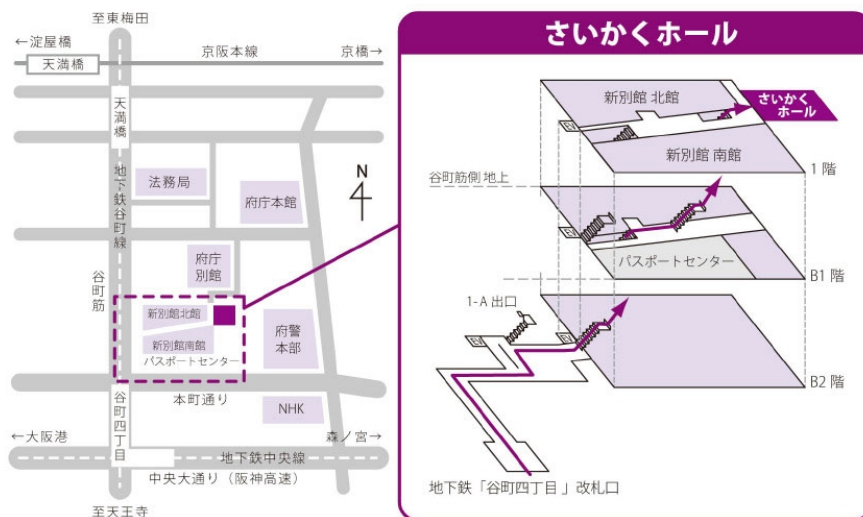 至東梅田
←淀屋橋
京阪本線
京橋→
天満橋
天満橋
地下鉄谷町線
法務局
府庁本館
N
府庁
別館
谷町筋
新別館北館
新別館南館
パスポートセンター
府警
本部
本町通り
谷町四丁目
NHK
←大阪港
森ノ宮→
地下鉄中央線
中央大通り（阪神高速）
至天王寺
さいかくホール
新別館 北館
さいかく
ホール
EV
新別館 南館
1階
谷町筋側 地上
EV
パスポートセンター
B1階
1-A 出口
EV
EV
B2階
地下鉄「谷町四丁目」改札口